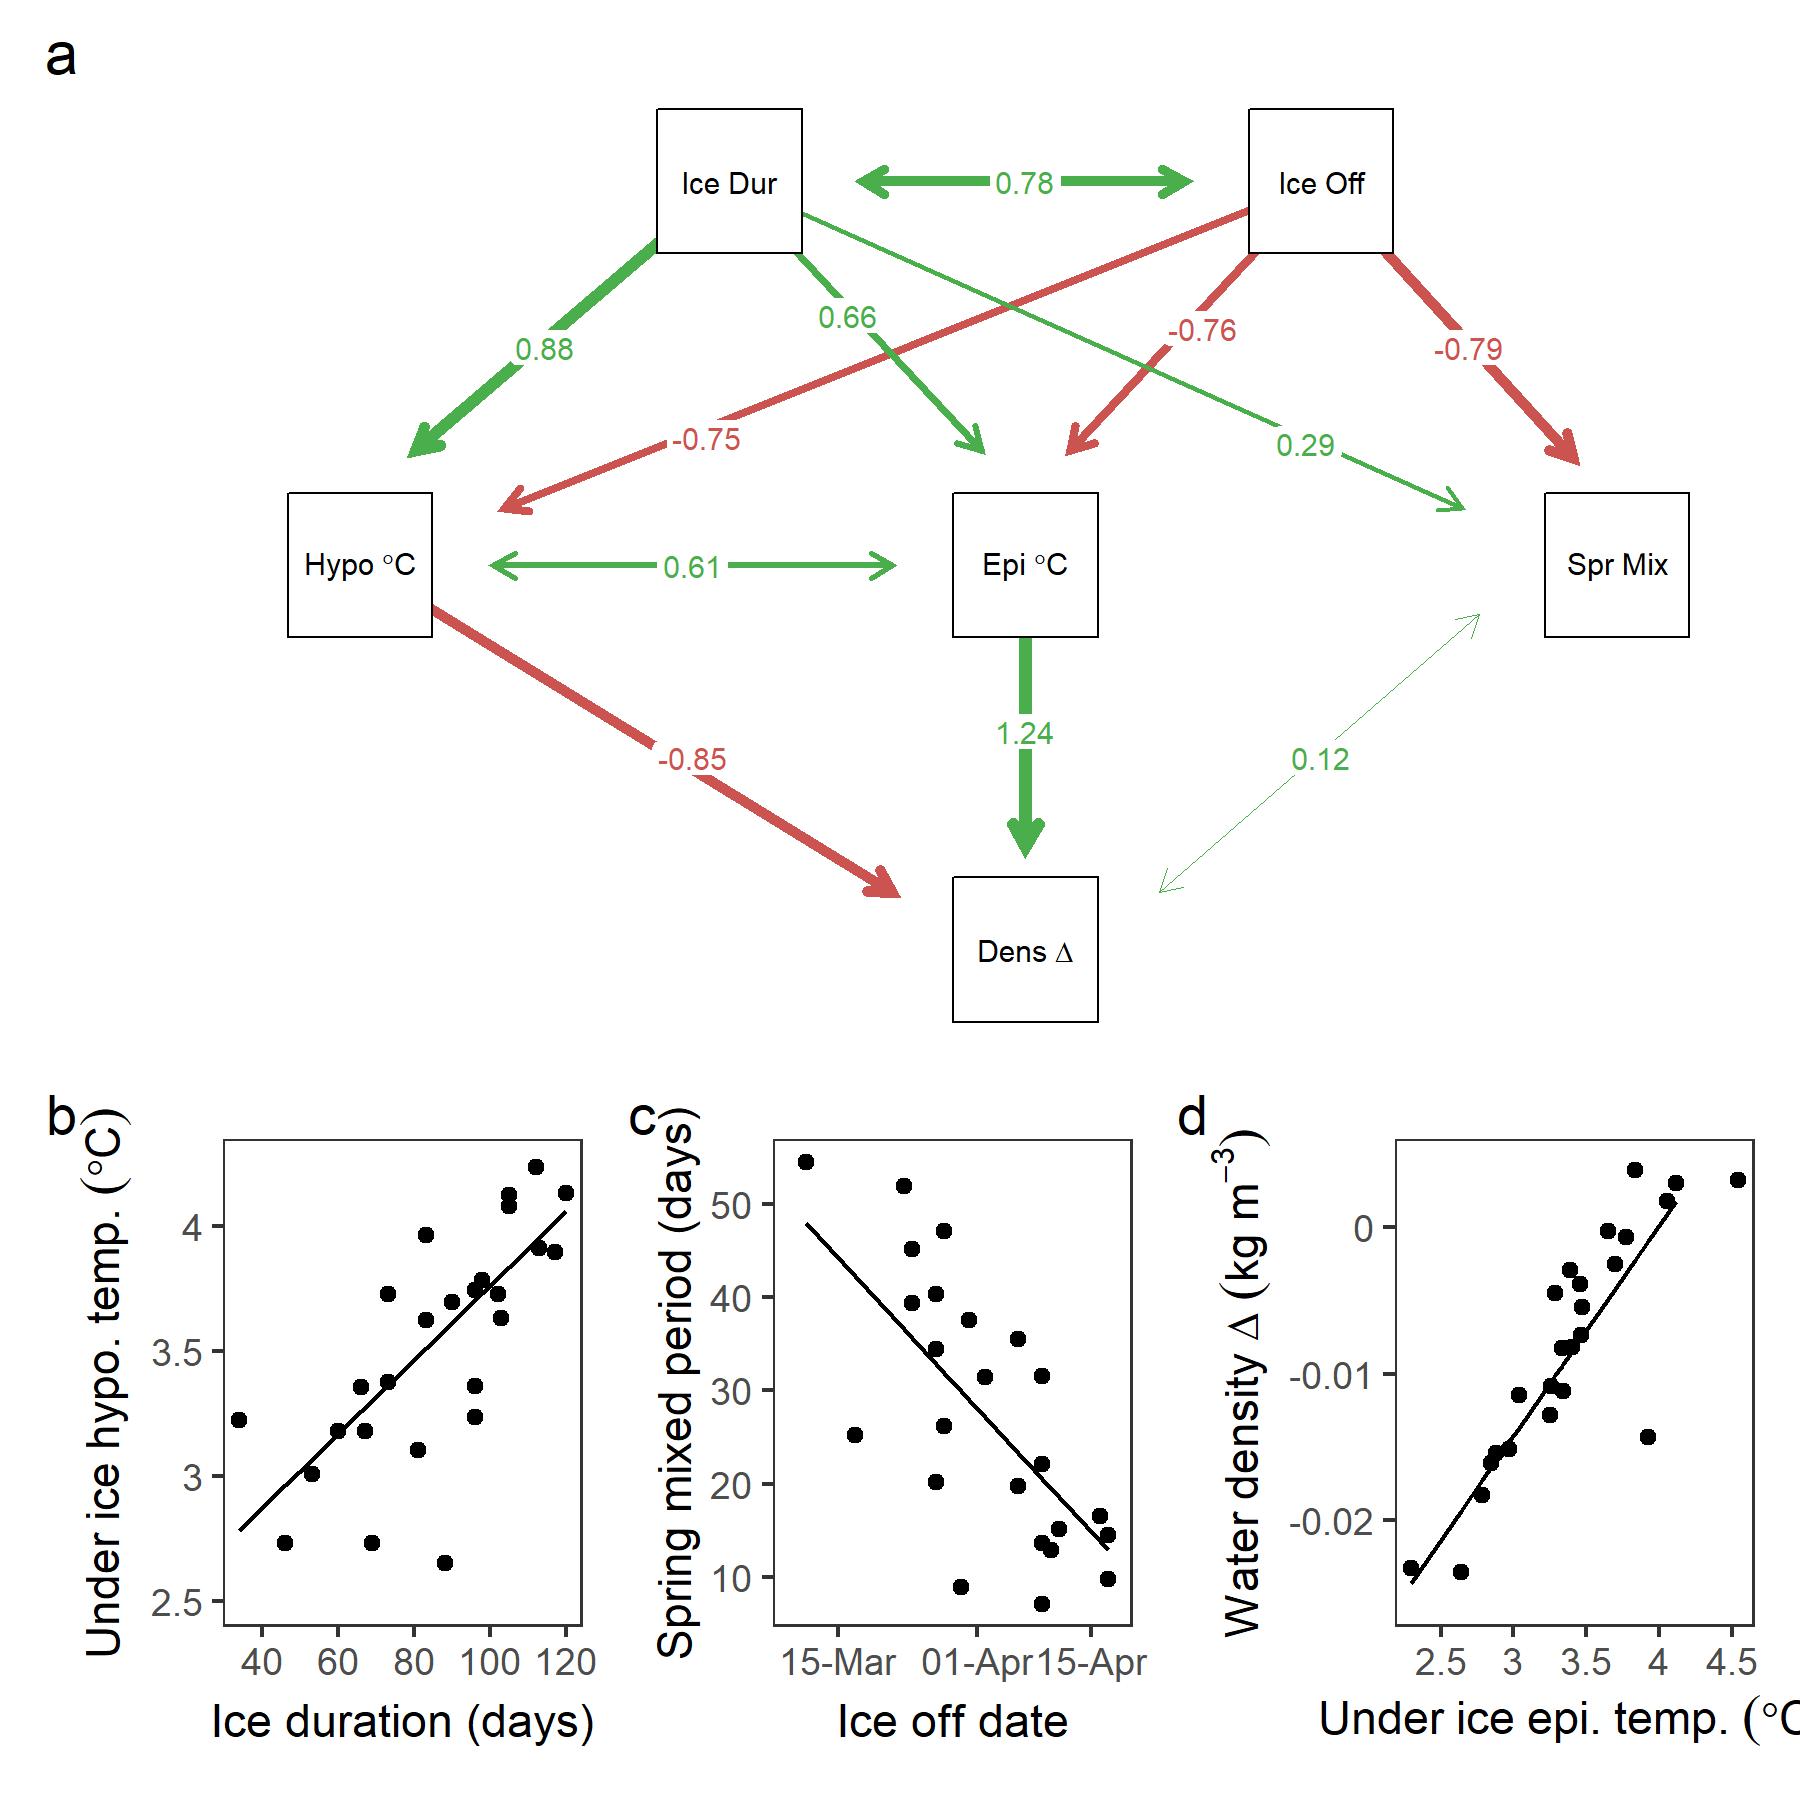 a
Ice Dur
0.78
Ice Off
0.66
-0.76
0.88
-0.79
-0.75
0.29
Hypo °C
0.61
Epi °C
Spr Mix
1.24
-0.85
0.12
Dens Δ
b
Under ice hypo. temp. (°C)
4
3.5
3
2.5
40 60 80 100 120
Ice duration (days)
c
Spring mixed period (days)
50
40
30
20
10
15-Mar 01-Apr 15-Apr
Ice off date
d
Water density Δ (kg m⁻³)
0
-0.01
-0.02
2.5 3 3.5 4 4.5
Under ice epi. temp. (°C